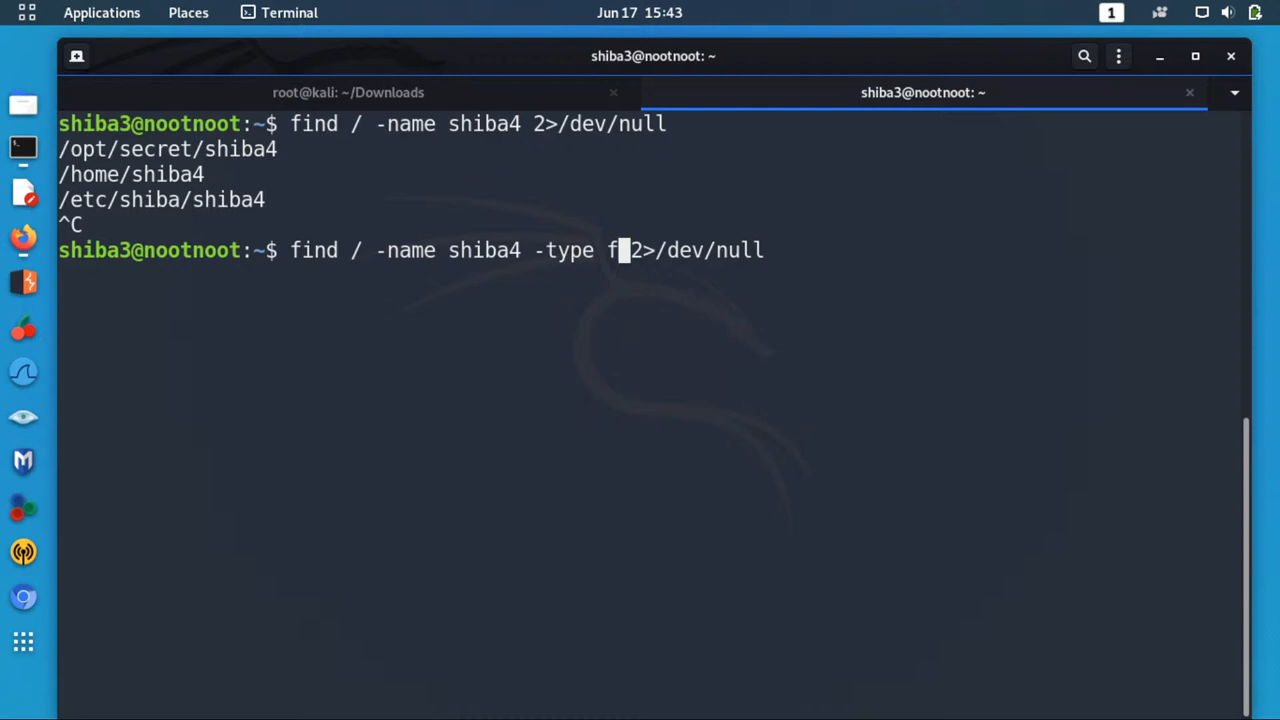 Applications Places Terminal Jun 17 15:43 1
shiba3@nootnoot: ~
root@kali: ~/Downloads × shiba3@nootnoot: ~ ×
shiba3@nootnoot:~$ find / -name shiba4 2>/dev/null
/opt/secret/shiba4
/home/shiba4
/etc/shiba/shiba4
^C
shiba3@nootnoot:~$ find / -name shiba4 -type f 2>/dev/null